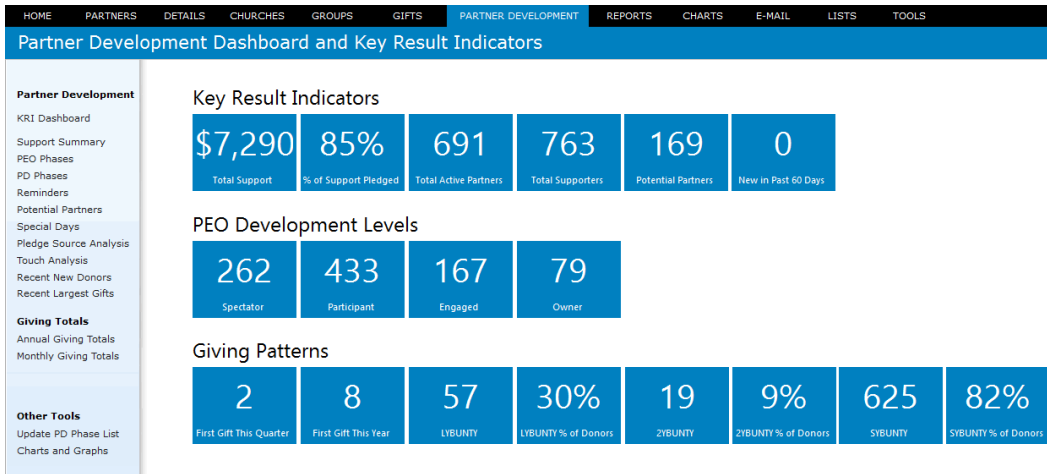 HOME PARTNERS DETAILS CHURCHES GROUPS GIFTS PARTNER DEVELOPMENT REPORTS CHARTS E-MAIL LISTS TOOLS
Partner Development Dashboard and Key Result Indicators
Partner Development
KRI Dashboard
Support Summary
PEO Phases
PD Phases
Reminders
Potential Partners
Special Days
Pledge Source Analysis
Touch Analysis
Recent New Donors
Recent Largest Gifts
Giving Totals
Annual Giving Totals
Monthly Giving Totals
Other Tools
Update PD Phase List
Charts and Graphs
Key Result Indicators
$7,290 85% 691 763 169 0
Total Support % of Support Pledged Total Active Partners Total Supporters Potential Partners New in Past 60 Days
PEO Development Levels
262 433 167 79
Spectator Participant Engaged Owner
Giving Patterns
2 8 57 30% 19 9% 625 82%
First Gift This Quarter First Gift This Year LYBUNTY LYBUNTY % of Donors 2YBUNTY 2YBUNTY % of Donors SYBUNTY SYBUNTY % of Donors